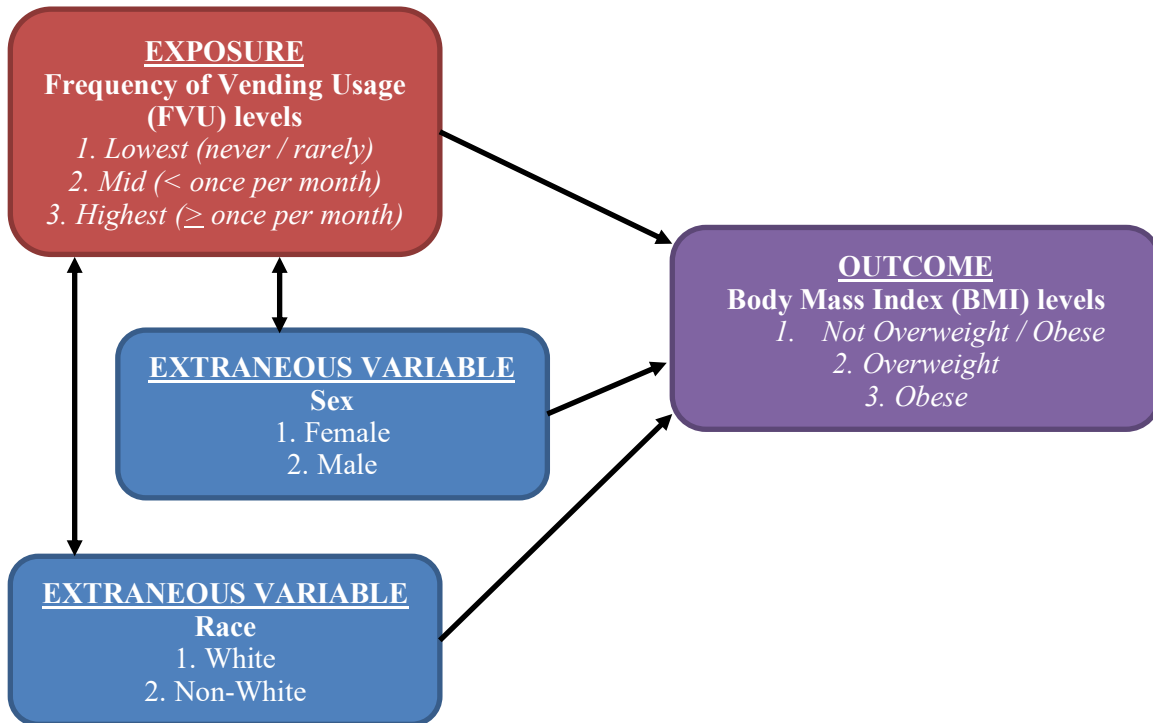 EXPOSURE
Frequency of Vending Usage
(FVU) levels
1. Lowest (never / rarely)
2. Mid (< once per month)
3. Highest (≥ once per month)
OUTCOME
Body Mass Index (BMI) levels
1. Not Overweight / Obese
2. Overweight
3. Obese
EXTRANEOUS VARIABLE
Sex
1. Female
2. Male
EXTRANEOUS VARIABLE
Race
1. White
2. Non-White